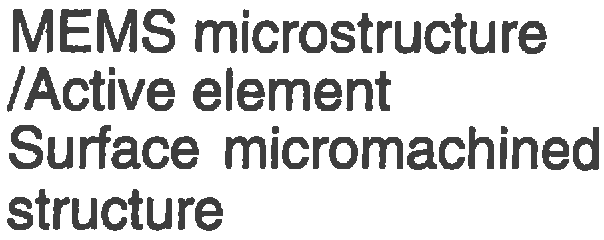 MEMS microstructure
/Active element
Surface micromachined
structure